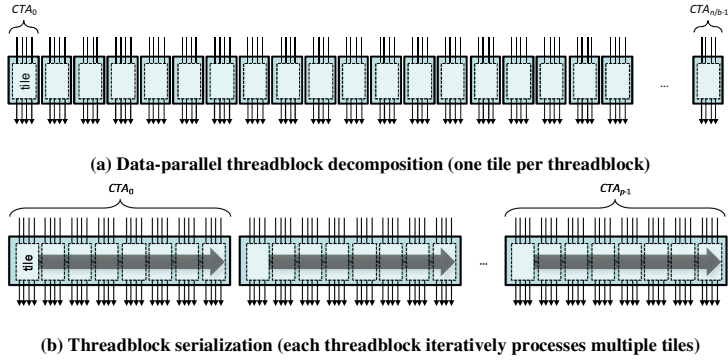 CTA0 CTAn/b-1
tile
...
(a) Data-parallel threadblock decomposition (one tile per threadblock)
CTA0 CTAp-1
tile
...
(b) Threadblock serialization (each threadblock iteratively processes multiple tiles)